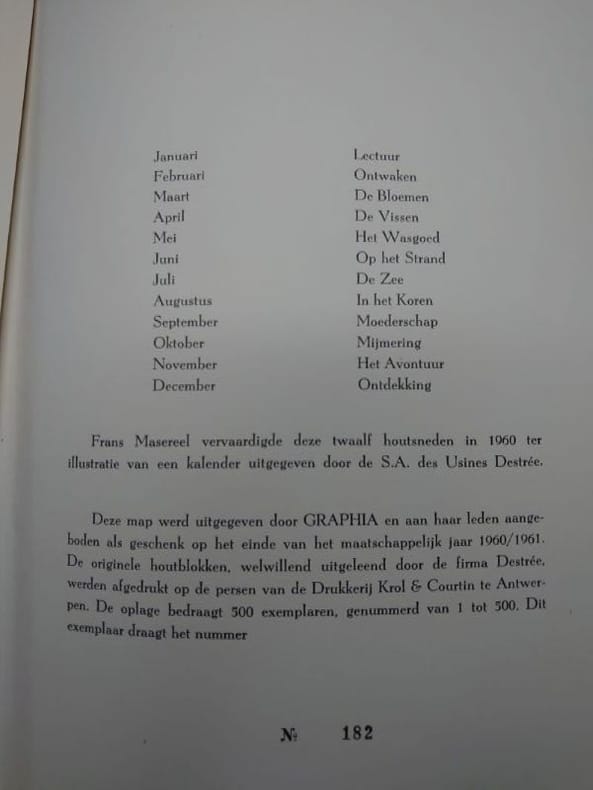 Januari Lectuur
Februari Ontwaken
Maart De Bloemen
April De Vissen
Mei Het Wasgoed
Juni Op het Strand
Juli De Zee
Augustus In het Koren
September Moederschap
Oktober Mijmering
November Het Avontuur
December Ontdekking
Frans Masereel vervaardigde deze twaalf houtsneden in 1960 ter
illustratie van een kalender uitgegeven door de S.A. des Usines Destrée.
Deze map werd uitgegeven door GRAPHIA en aan haar leden aange-
boden als geschenk op het einde van het maatschappelijk jaar 1960/1961.
De originele houtblokken, welwillend uitgeleend door de firma Destrée,
werden afgedrukt op de persen van de Drukkerij Krol & Courtin te Antwer-
pen. De oplage bedraagt 500 exemplaren, genummerd van 1 tot 500. Dit
exemplaar draagt het nummer
№ 182